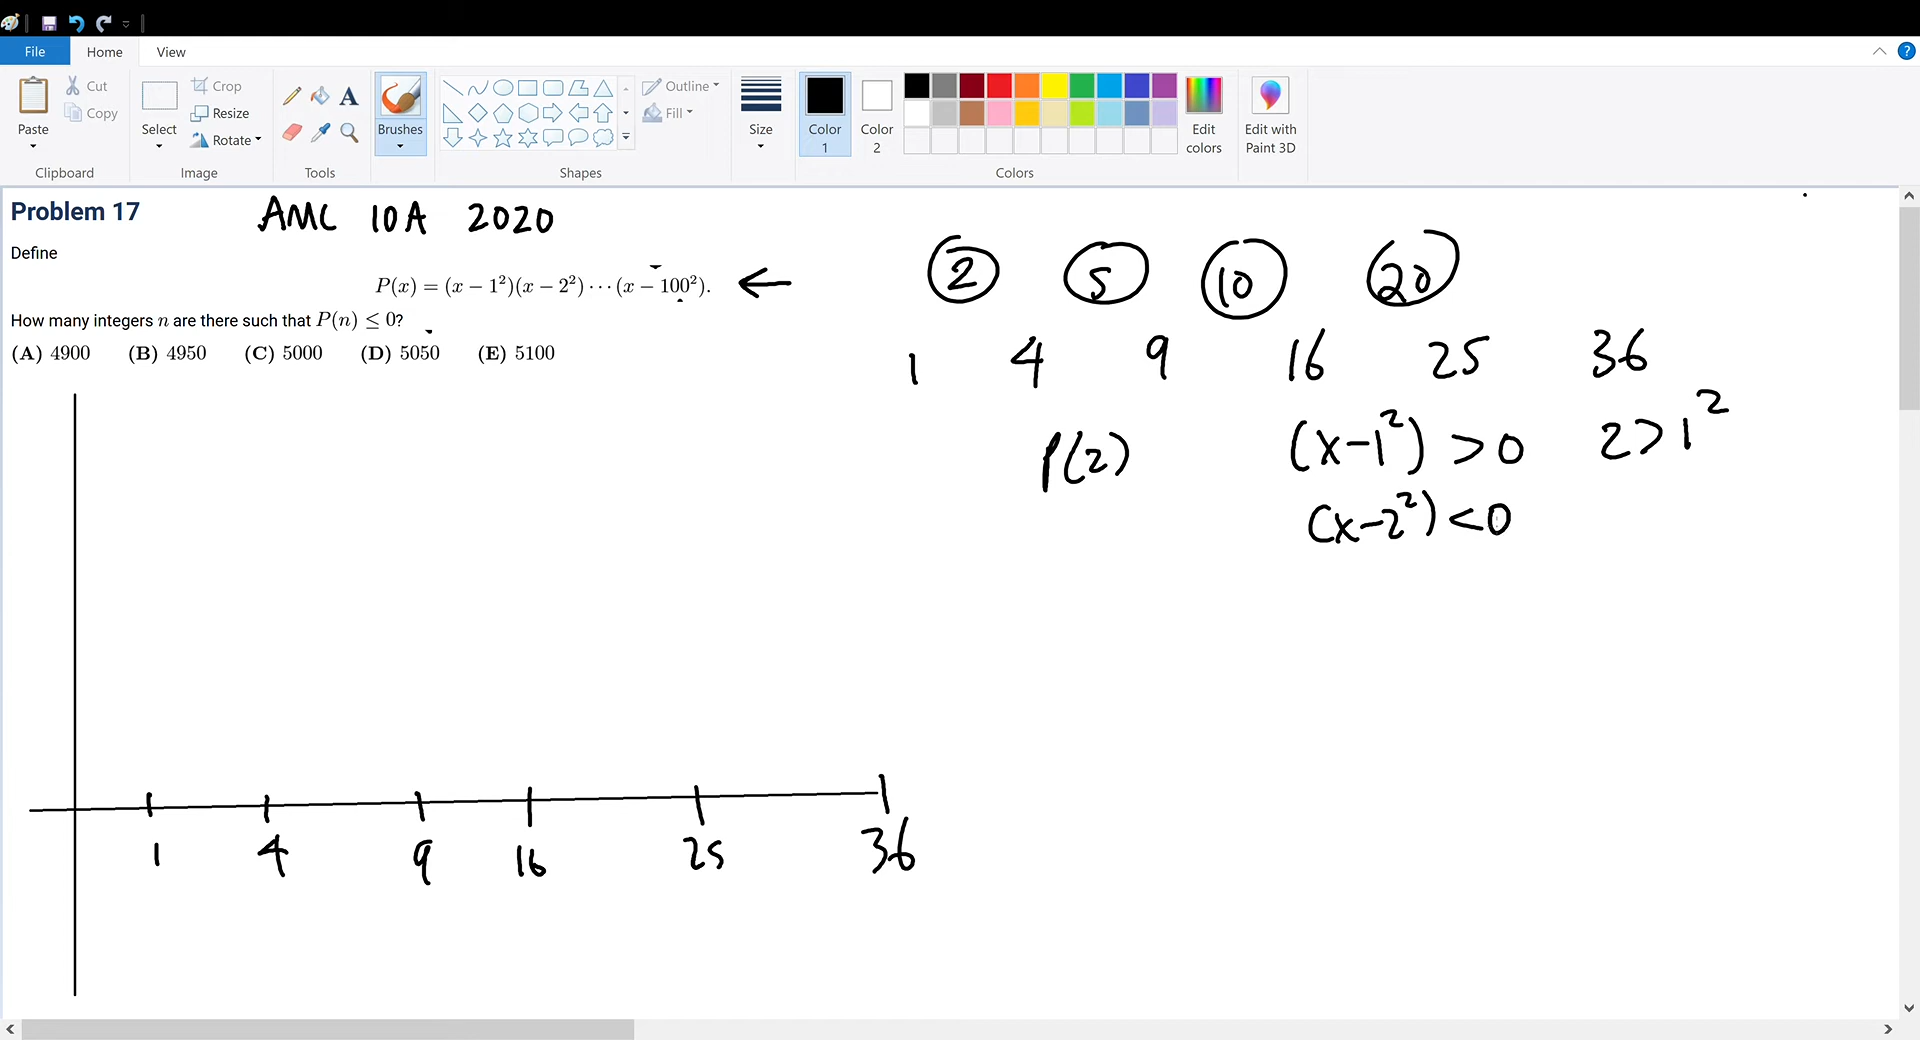 File Home View
Paste
Cut
Copy
Clipboard
Select
Crop
Resize
Rotate
Image
A
Tools
Brushes
Outline
Fill
Shapes
Size
Color 1
Color 2
Edit colors
Colors
Edit with Paint 3D
?
Problem 17 AMC 10A 2020
Define
P(x) = (x − 1²)(x − 2²) ⋯ (x − 100²). ←
How many integers n are there such that P(n) ≤ 0?
(A) 4900 (B) 4950 (C) 5000 (D) 5050 (E) 5100
2 5 10 20
1 4 9 16 25 36
P(2) (x−1²) > 0 2 > 1²
(x−2²) < 0
1 4 9 16 25 36